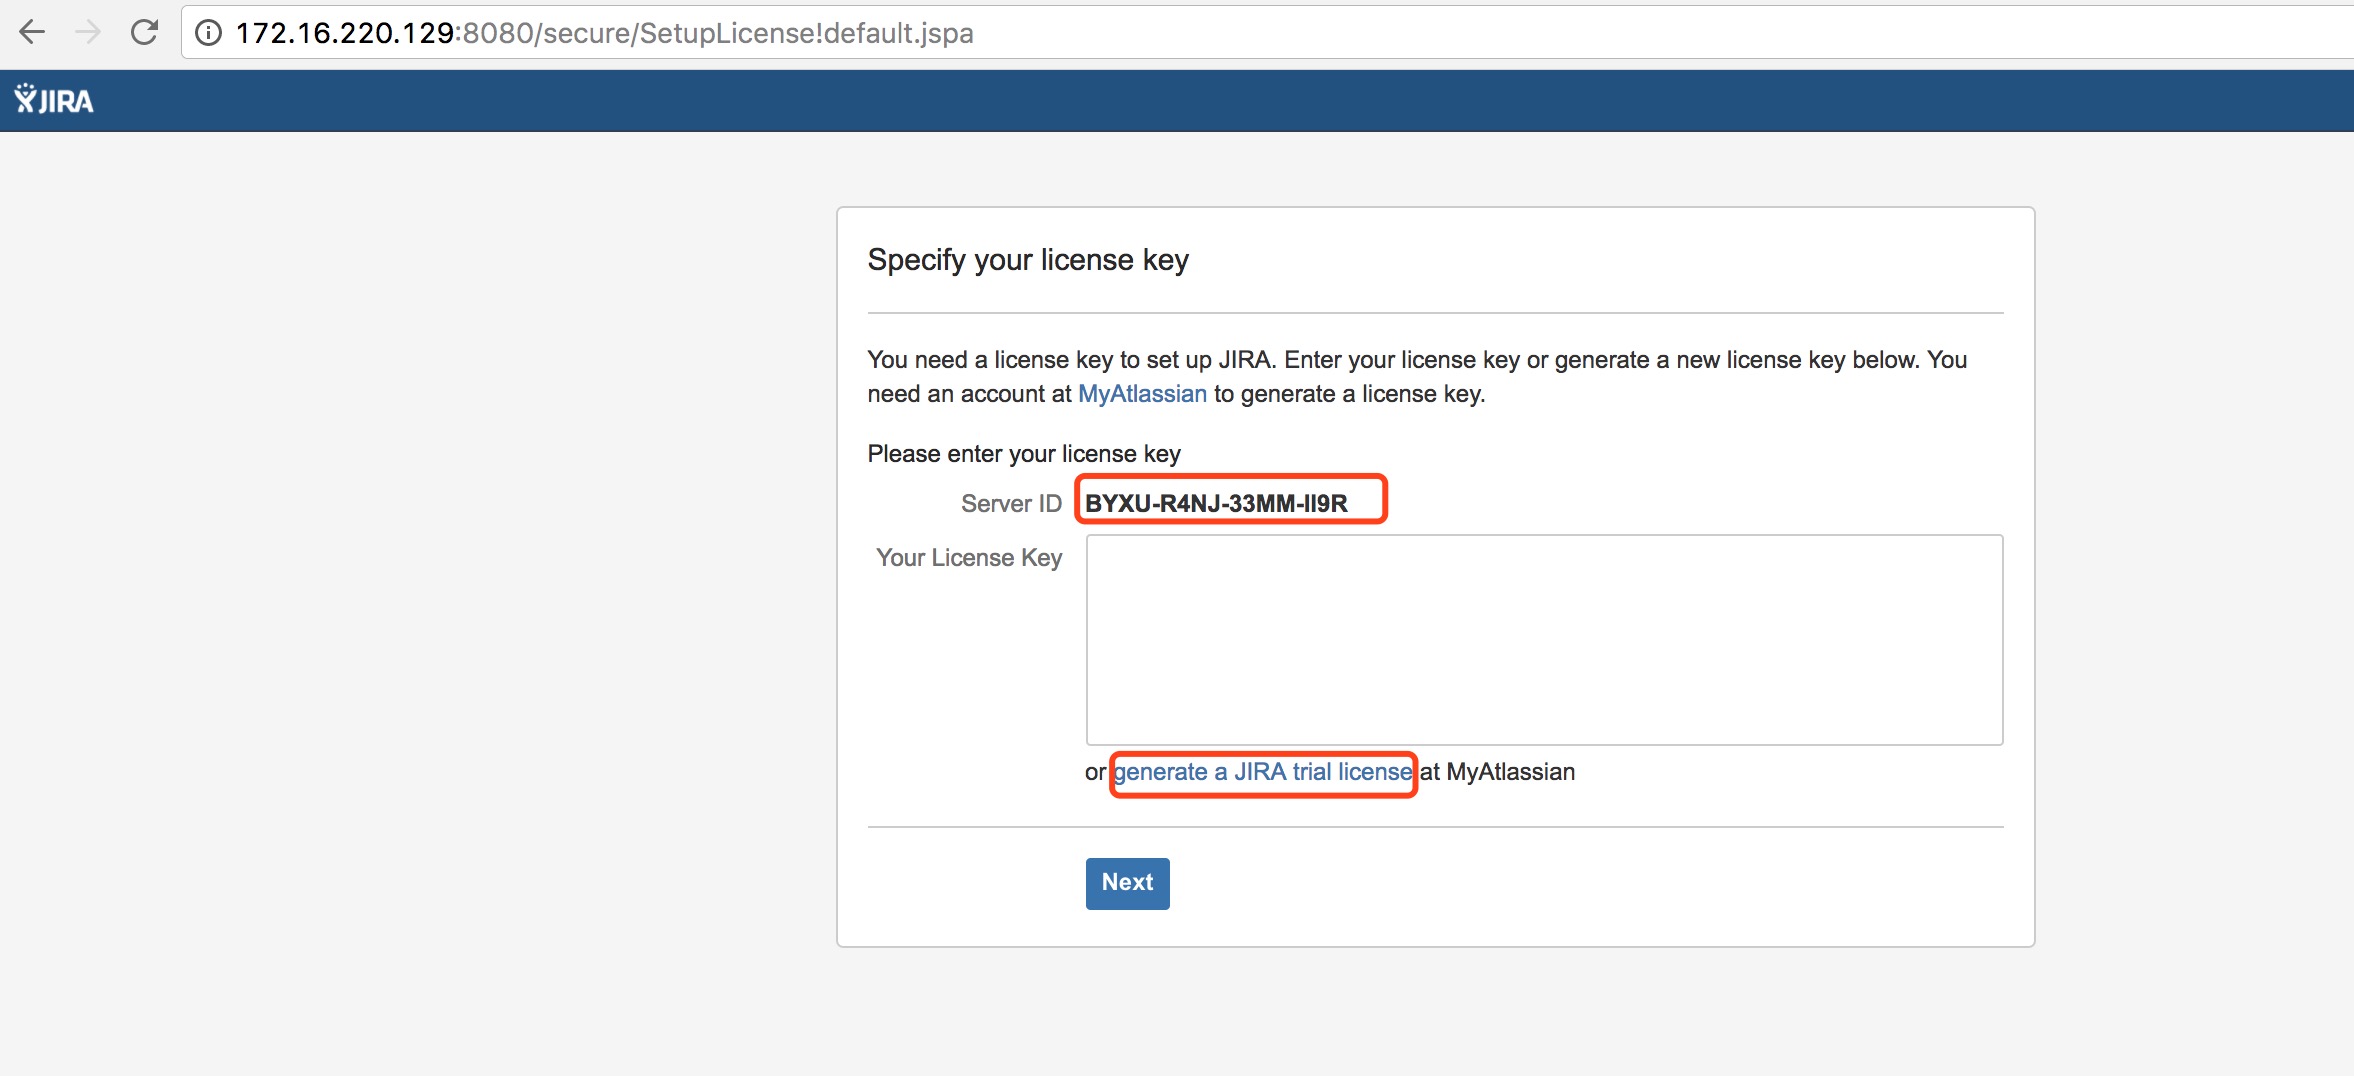 172.16.220.129:8080/secure/SetupLicense!default.jspa
JIRA
Specify your license key
You need a license key to set up JIRA. Enter your license key or generate a new license key below. You
need an account at MyAtlassian to generate a license key.
Please enter your license key
Server ID BYXU-R4NJ-33MM-II9R
Your License Key
or generate a JIRA trial license at MyAtlassian
Next